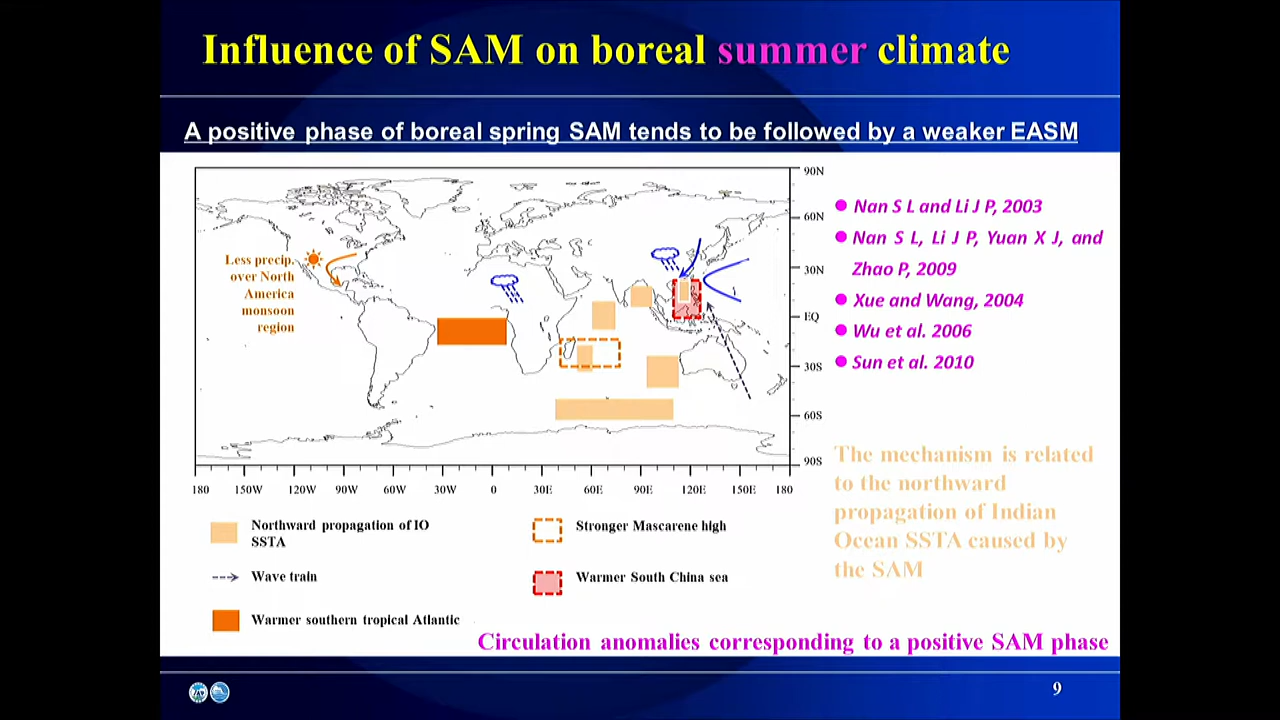 Influence of SAM on boreal summer climate
A positive phase of boreal spring SAM tends to be followed by a weaker EASM
90N
60N
30N
EQ
30S
60S
90S
180 150W 120W 90W 60W 30W 0 30E 60E 90E 120E 150E 180
Less precip.
over North
America
monsoon
region
● Nan S L and Li J P, 2003
● Nan S L, Li J P, Yuan X J, and
Zhao P, 2009
● Xue and Wang, 2004
● Wu et al. 2006
● Sun et al. 2010
The mechanism is related
to the northward
propagation of Indian
Ocean SSTA caused by
the SAM
Northward propagation of IO
SSTA
Stronger Mascarene high
Wave train
Warmer South China sea
Warmer southern tropical Atlantic
Circulation anomalies corresponding to a positive SAM phase
9